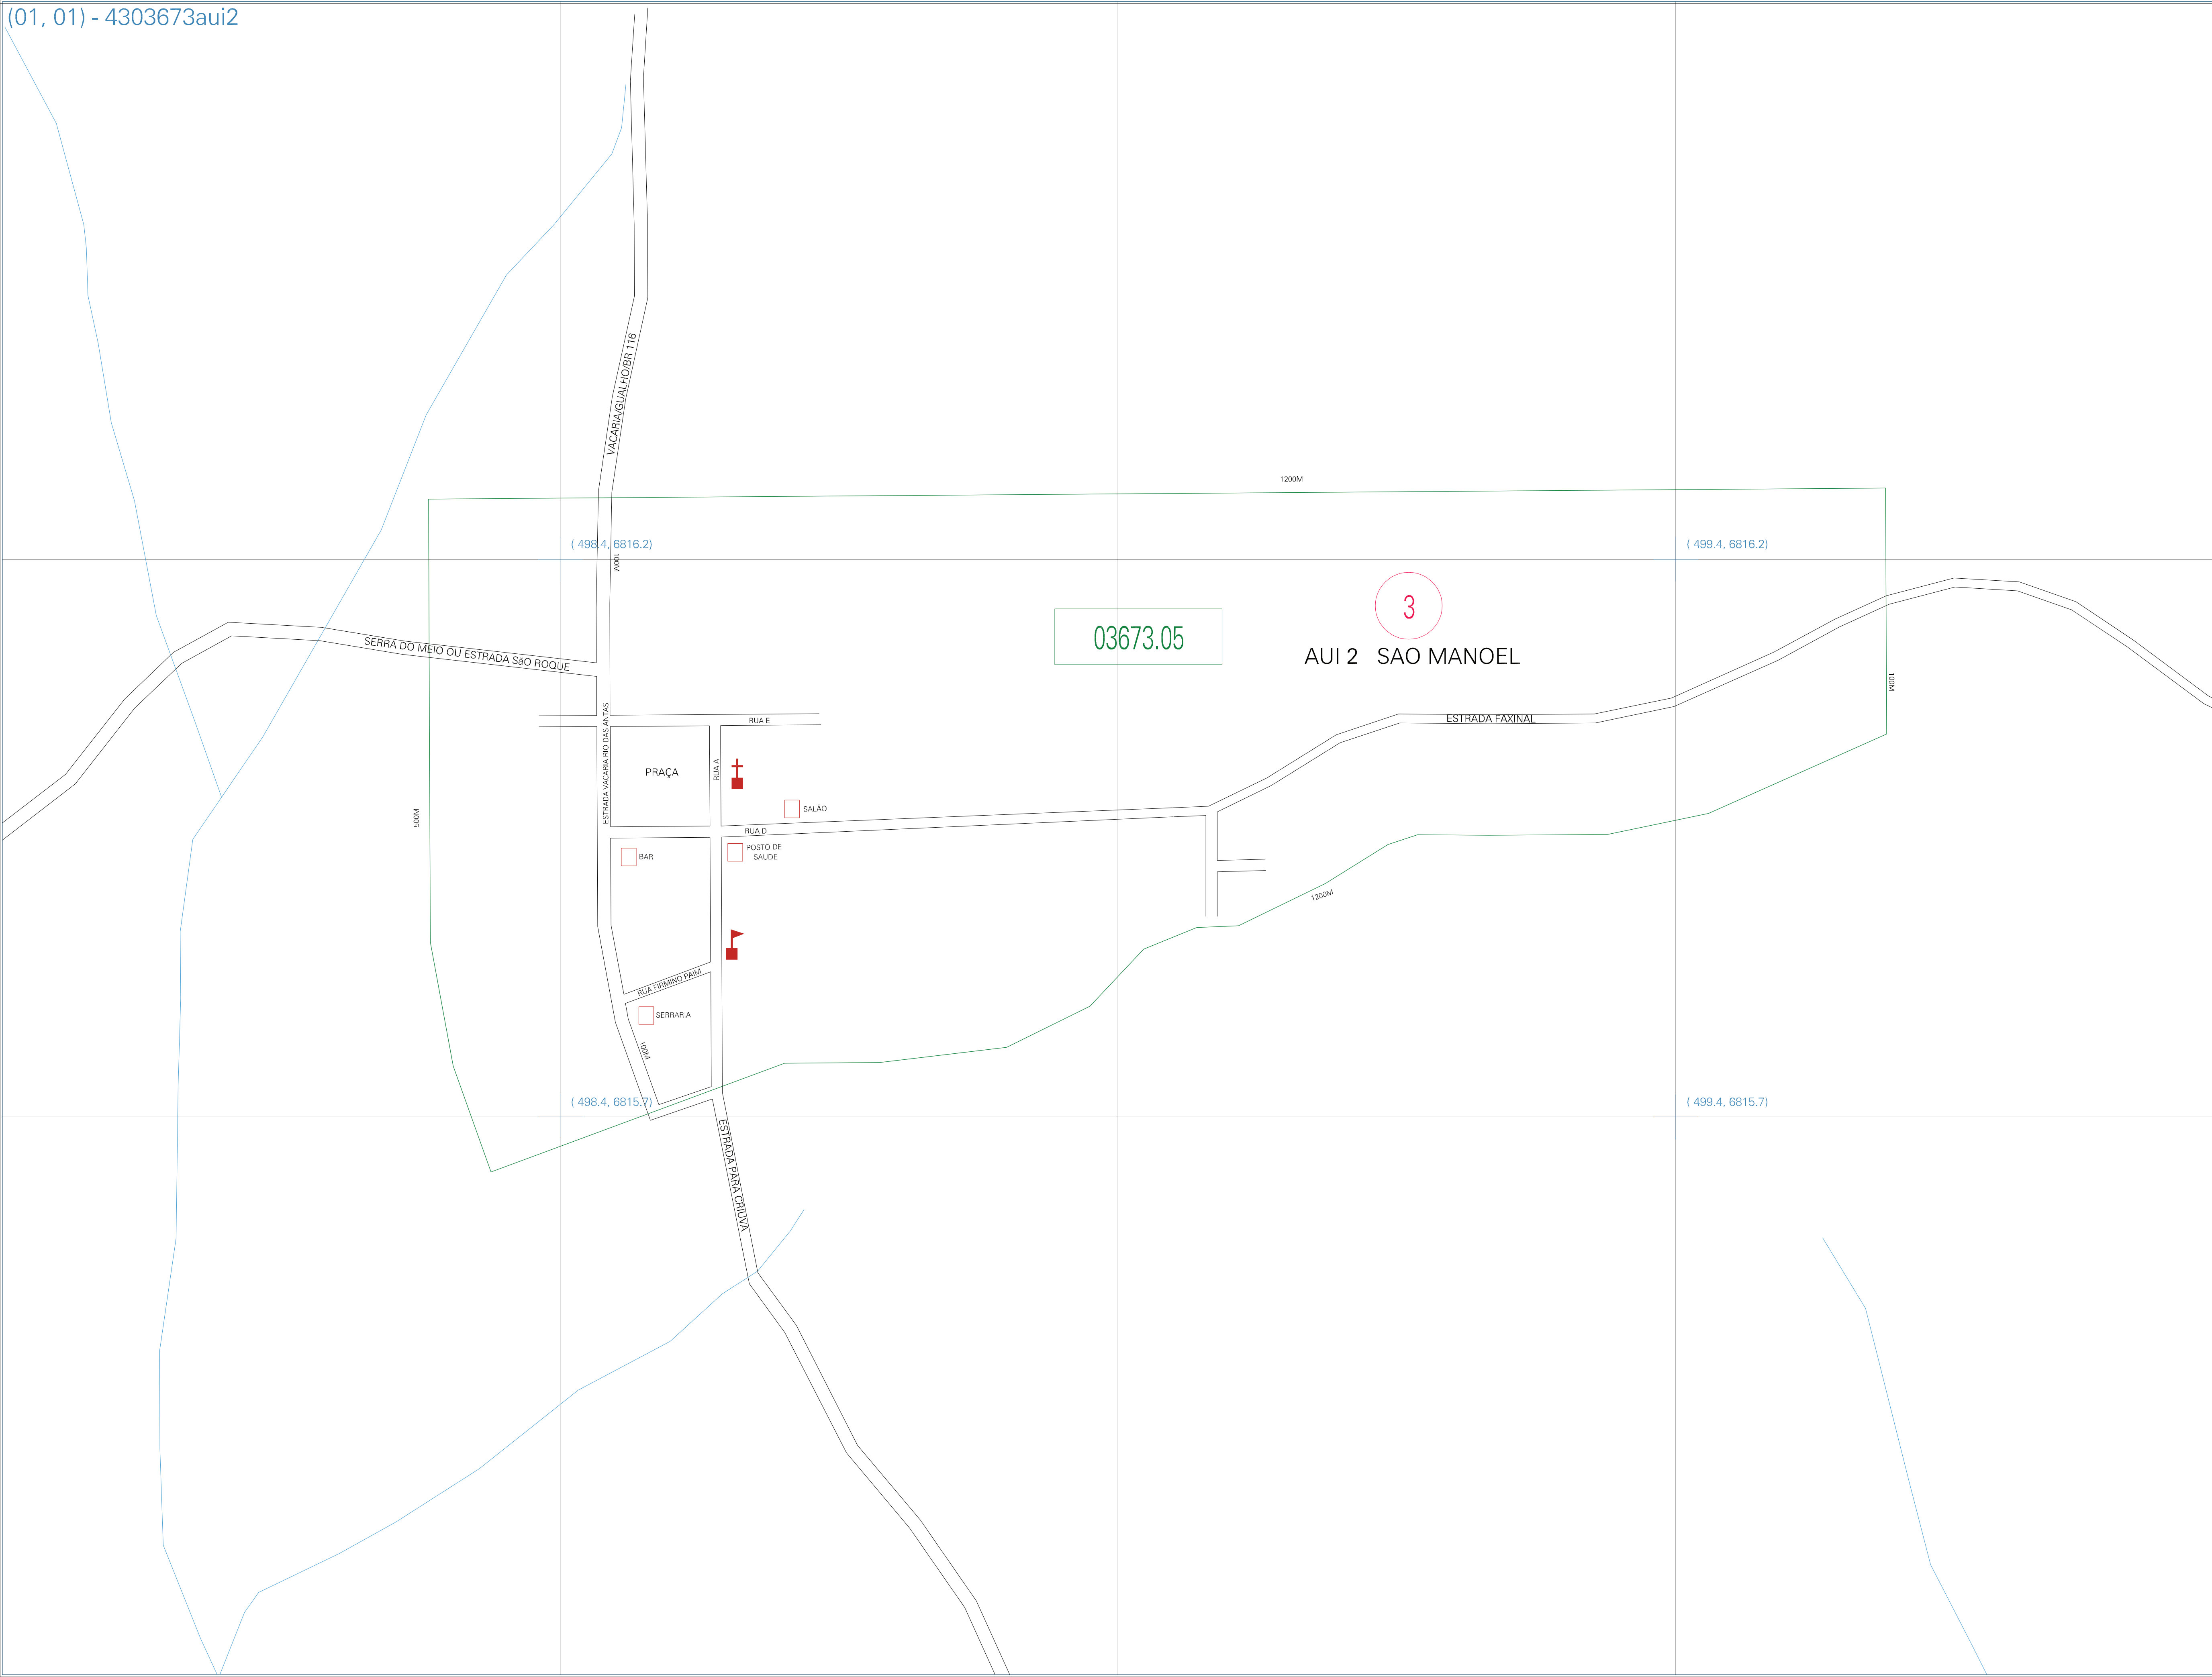 (01, 01) - 4303673aui2
VACARIA/GUALHO/BR 116
1200M
( 498.4, 6816.2)
( 499.4, 6816.2)
100M
3
03673.05
AUI 2 SAO MANOEL
SERRA DO MEIO OU ESTRADA SãO ROQUE
100M
ESTRADA VACARIA RIO DAS ANTAS
RUA E
ESTRADA FAXINAL
PRAÇA
RUA A
SALÃO
500M
RUA D
BAR
POSTO DE
SAUDE
1200M
RUA FIRMINO PAIM
SERRARIA
100M
( 498.4, 6815.7)
( 499.4, 6815.7)
ESTRADA PARA CRIUVA